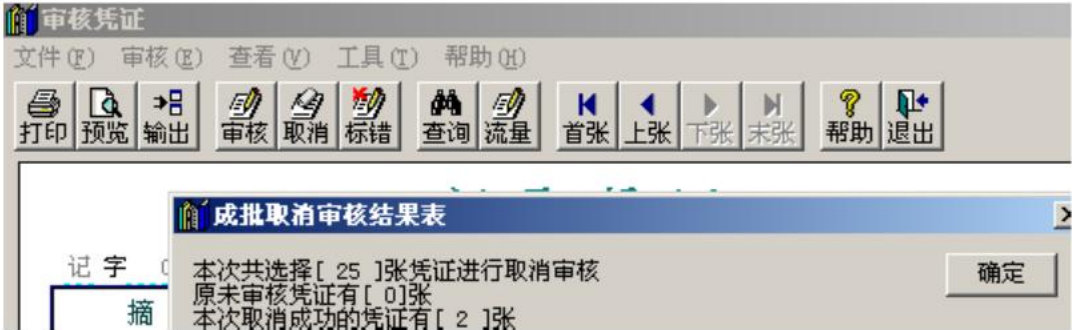 审核凭证
文件(F) 审核(E) 查看(V) 工具(T) 帮助(H)
打印 预览 输出 审核 取消 标错 查询 流量 首张 上张 下张 末张 帮助 退出
成批取消审核结果表
记 字
本次共选择[ 25 ]张凭证进行取消审核
确定
原未审核凭证有[ 0]张
摘
本次取消成功的凭证有[ 2 ]张